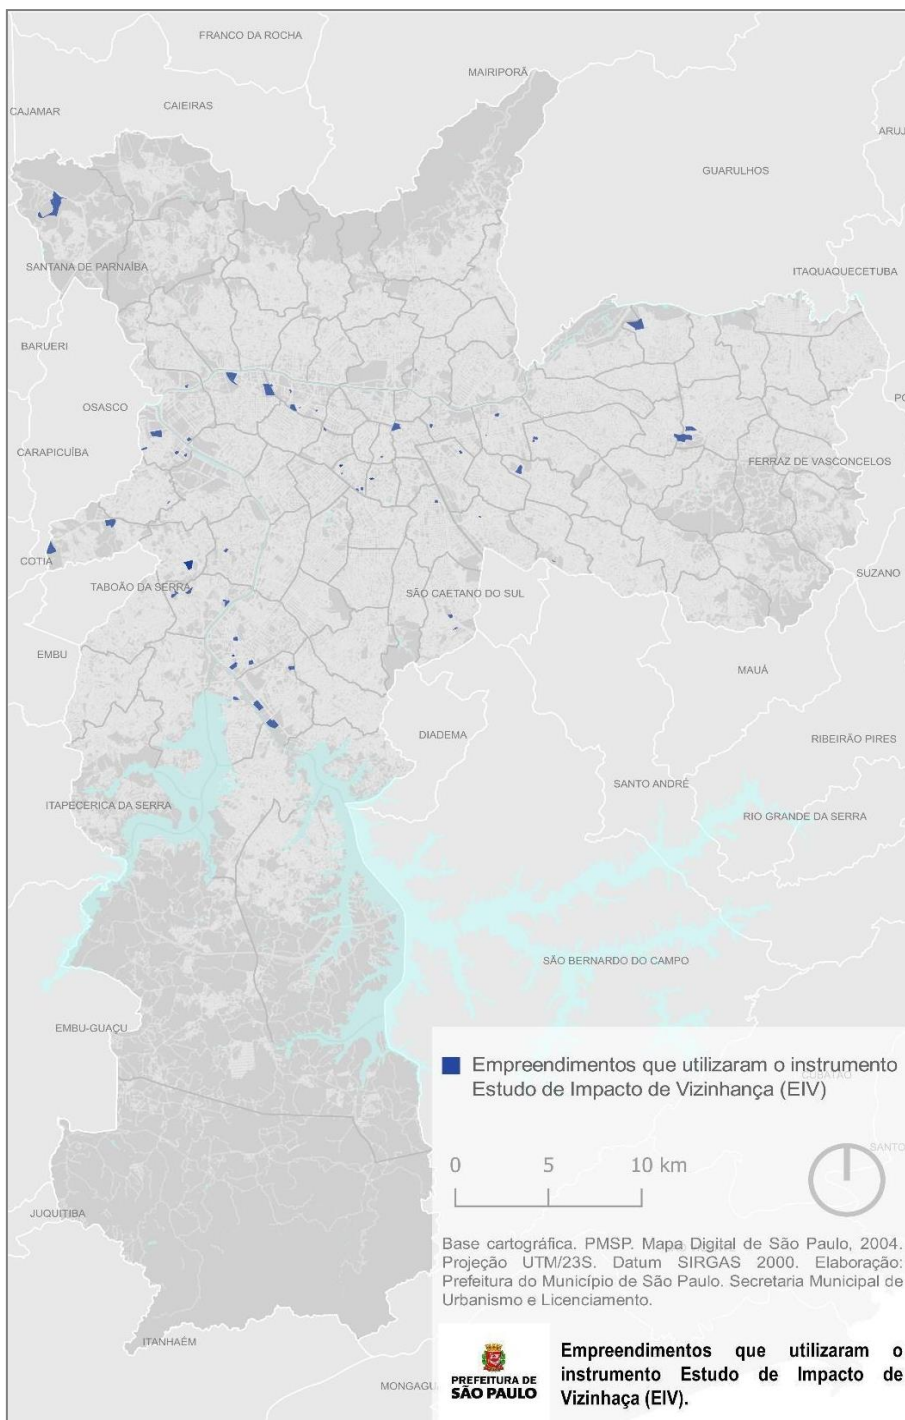 FRANCO DA ROCHA
MAIRIPORÃ
CAJAMAR
CAIEIRAS
ARUJ
GUARULHOS
SANTANA DE PARNAÍBA
ITAQUAQUECETUBA
BARUERI
OSASCO
PO
CARAPICUÍBA
FERRAZ DE VASCONCELOS
COTIA
TABOÃO DA SERRA
SÃO CAETANO DO SUL
SUZANO
EMBU
MAUÁ
DIADEMA
RIBEIRÃO PIRES
SANTO ANDRÉ
ITAPECERICA DA SERRA
RIO GRANDE DA SERRA
SÃO BERNARDO DO CAMPO
EMBU-GUAÇU
Empreendimentos que utilizaram o instrumento
Estudo de Impacto de Vizinhança (EIV)
CUBATÃO
SANTO
0 5 10 km
JUQUITIBA
Base cartográfica. PMSP. Mapa Digital de São Paulo, 2004.
Projeção UTM/23S. Datum SIRGAS 2000. Elaboração:
Prefeitura do Município de São Paulo. Secretaria Municipal de
Urbanismo e Licenciamento.
ITANHAÉM
MONGAGU
PREFEITURA DE
SÃO PAULO
Empreendimentos que utilizaram o
instrumento Estudo de Impacto de
Vizinhaça (EIV).